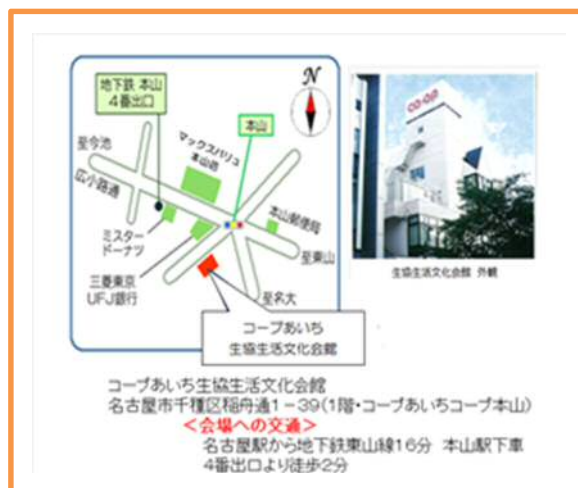 地下鉄 本山
4番出口
N
本山
至今池
広小路通
マックスバリュ
本山店
ミスター
ドーナツ
三菱東京
UFJ銀行
本山郵便局
至東山
至名大
コープあいち
生協生活文化会館
CO・OP
生協生活文化会館 外観
コープあいち生協生活文化会館
名古屋市千種区稲舟通1-39(1階・コープあいちコープ本山)
<会場への交通>
名古屋駅から地下鉄東山線16分 本山駅下車
4番出口より徒歩2分